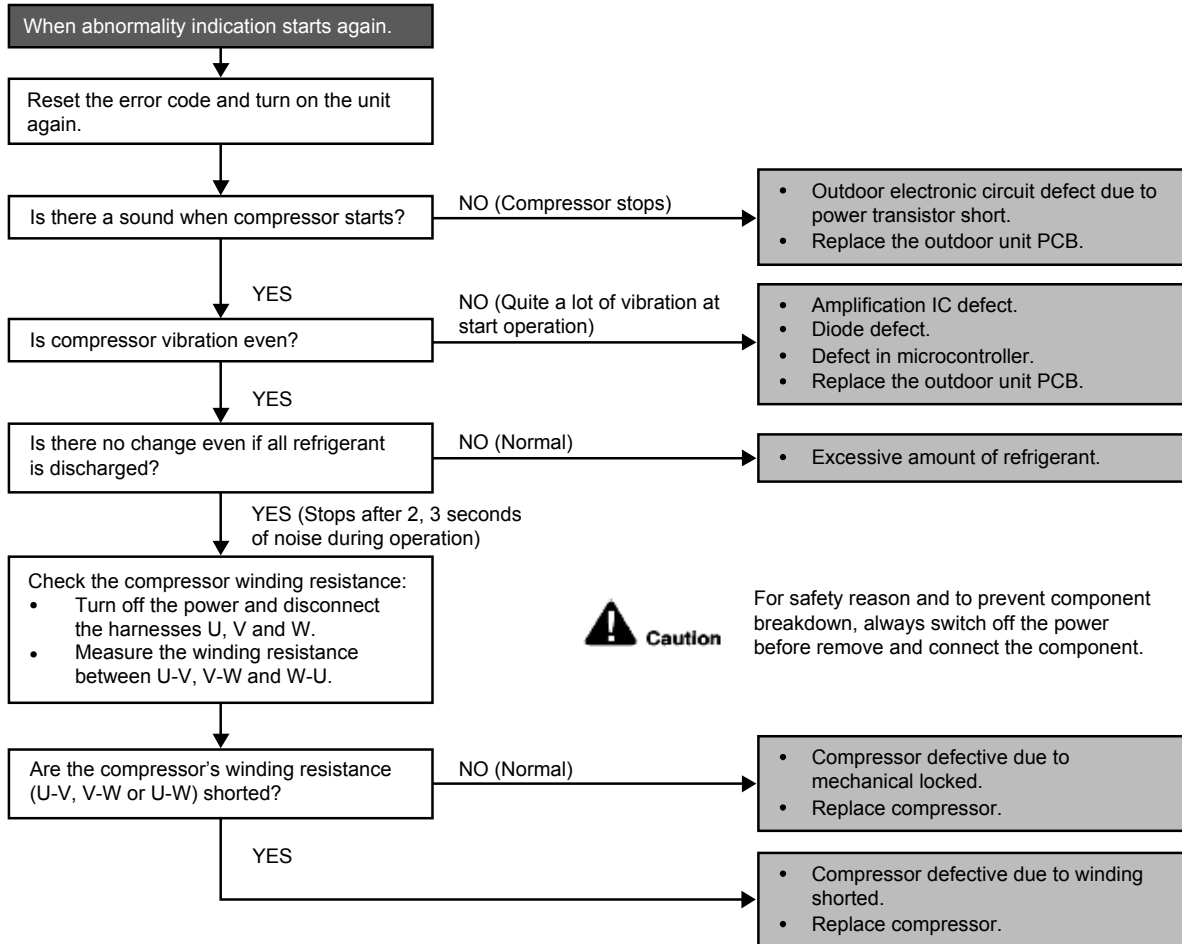 When abnormality indication starts again.
Reset the error code and turn on the unit
again.
Is there a sound when compressor starts?
NO (Compressor stops)
• Outdoor electronic circuit defect due to
power transistor short.
• Replace the outdoor unit PCB.
YES
Is compressor vibration even?
NO (Quite a lot of vibration at
start operation)
• Amplification IC defect.
• Diode defect.
• Defect in microcontroller.
• Replace the outdoor unit PCB.
YES
Is there no change even if all refrigerant
is discharged?
NO (Normal)
• Excessive amount of refrigerant.
YES (Stops after 2, 3 seconds
of noise during operation)
Check the compressor winding resistance:
• Turn off the power and disconnect
the harnesses U, V and W.
• Measure the winding resistance
between U-V, V-W and W-U.
Caution
For safety reason and to prevent component
breakdown, always switch off the power
before remove and connect the component.
Are the compressor's winding resistance
(U-V, V-W or U-W) shorted?
NO (Normal)
• Compressor defective due to
mechanical locked.
• Replace compressor.
YES
• Compressor defective due to winding
shorted.
• Replace compressor.